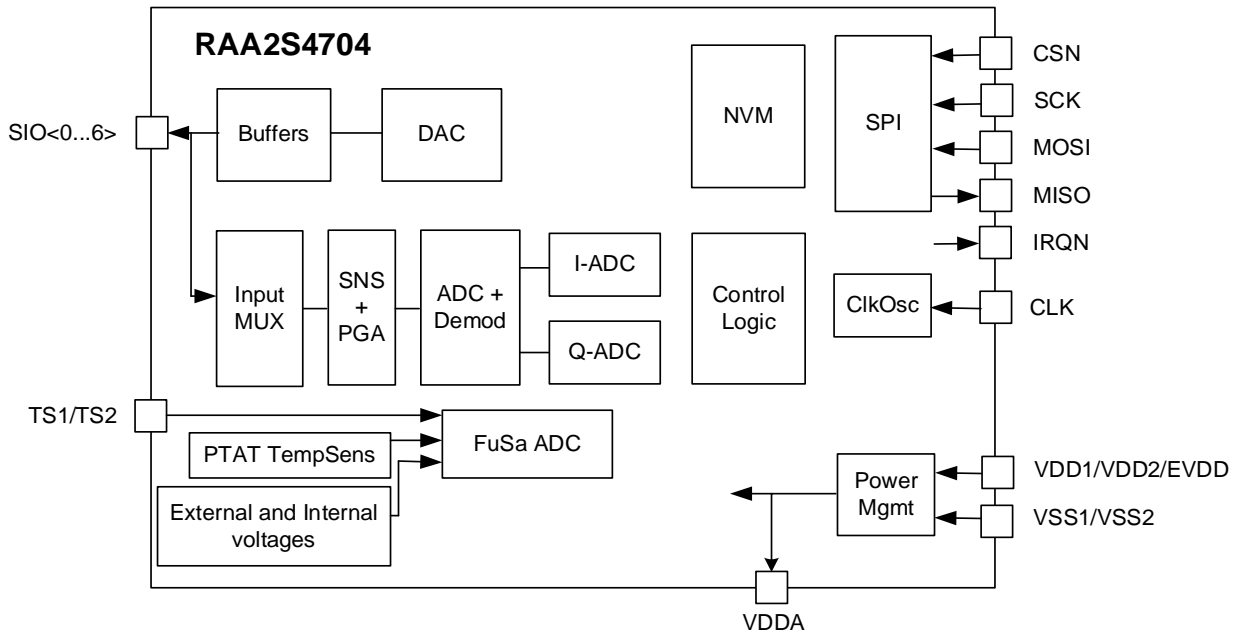 RAA2S4704
CSN
SCK
MOSI
MISO
IRQN
CLK
SIO<0...6>
Buffers
DAC
NVM
SPI
Input
MUX
SNS
+
PGA
ADC +
Demod
I-ADC
Q-ADC
Control
Logic
ClkOsc
TS1/TS2
PTAT TempSens
External and Internal
voltages
FuSa ADC
Power
Mgmt
VDD1/VDD2/EVDD
VSS1/VSS2
VDDA